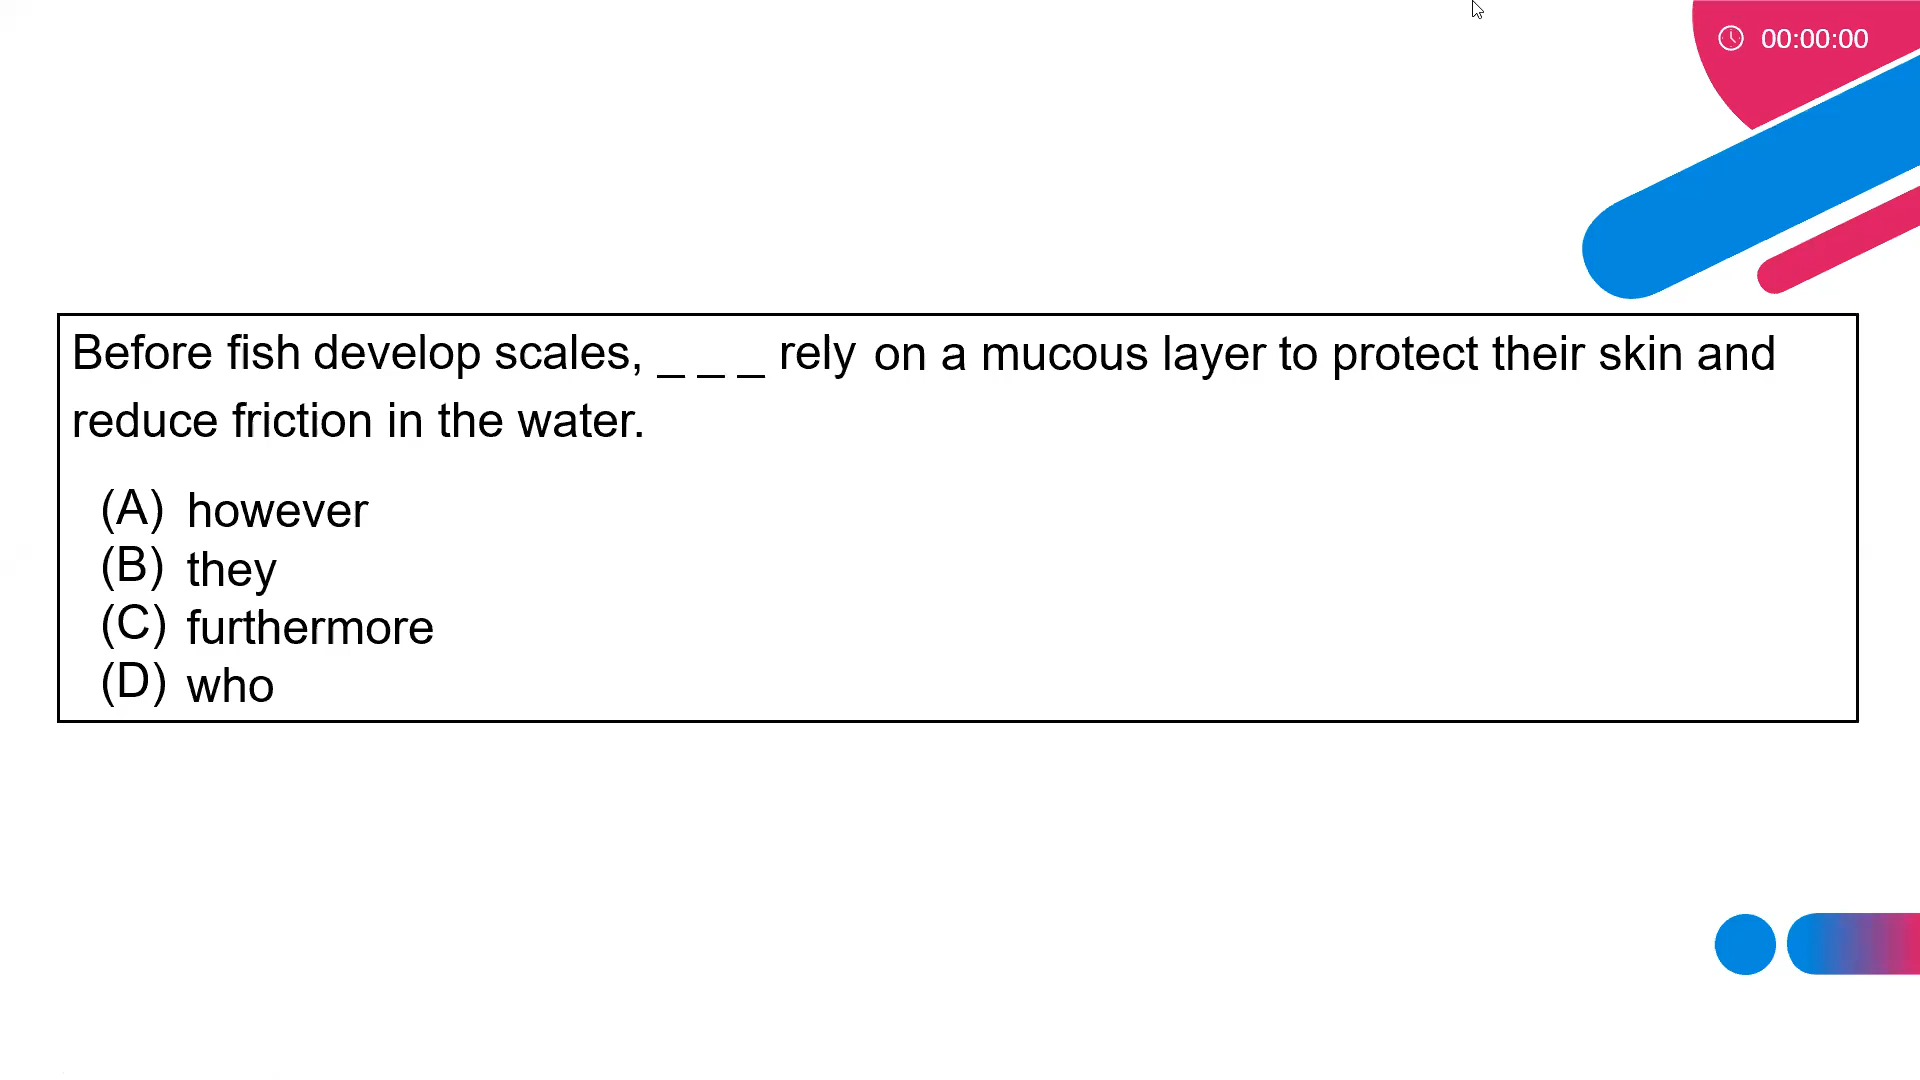 00:00:00
Before fish develop scales, _ _ _ rely on a mucous layer to protect their skin and
reduce friction in the water.
(A) however
(B) they
(C) furthermore
(D) who